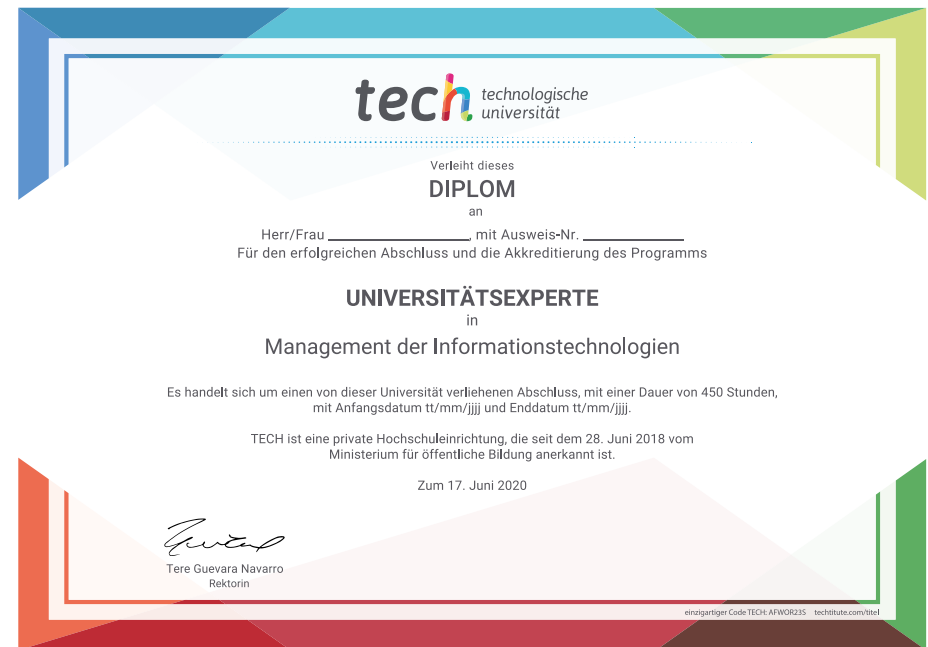 tech technologische
universität
Verleiht dieses
DIPLOM
an
Herr/Frau ____________________, mit Ausweis-Nr. ______________
Für den erfolgreichen Abschluss und die Akkreditierung des Programms
UNIVERSITÄTSEXPERTE
in
Management der Informationstechnologien
Es handelt sich um einen von dieser Universität verliehenen Abschluss, mit einer Dauer von 450 Stunden,
mit Anfangsdatum tt/mm/jjjj und Enddatum tt/mm/jjjj.
TECH ist eine private Hochschuleinrichtung, die seit dem 28. Juni 2018 vom
Ministerium für öffentliche Bildung anerkannt ist.
Zum 17. Juni 2020
Tere Guevara Navarro
Rektorin
einzigartiger Code TECH: AFWOR23S techtitute.com/titel